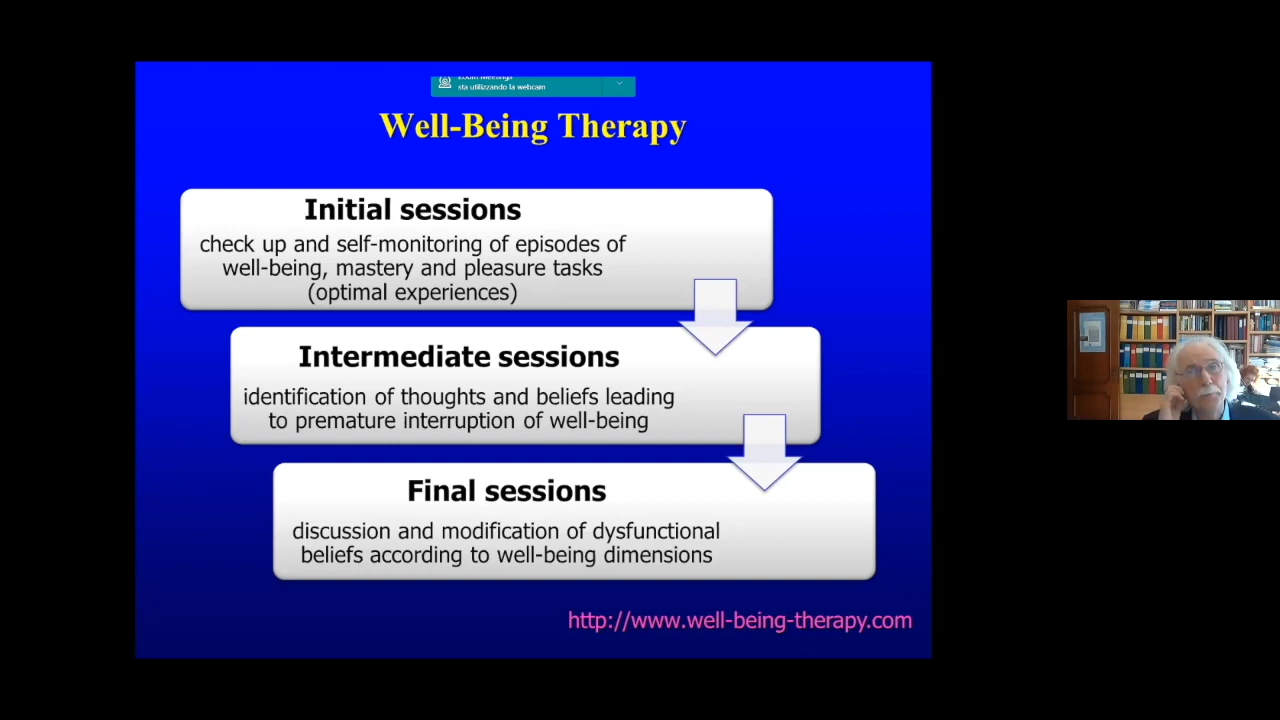 Zoom Meetings
sta utilizzando la webcam
Well-Being Therapy
Initial sessions
check up and self-monitoring of episodes of
well-being, mastery and pleasure tasks
(optimal experiences)
Intermediate sessions
identification of thoughts and beliefs leading
to premature interruption of well-being
Final sessions
discussion and modification of dysfunctional
beliefs according to well-being dimensions
http://www.well-being-therapy.com